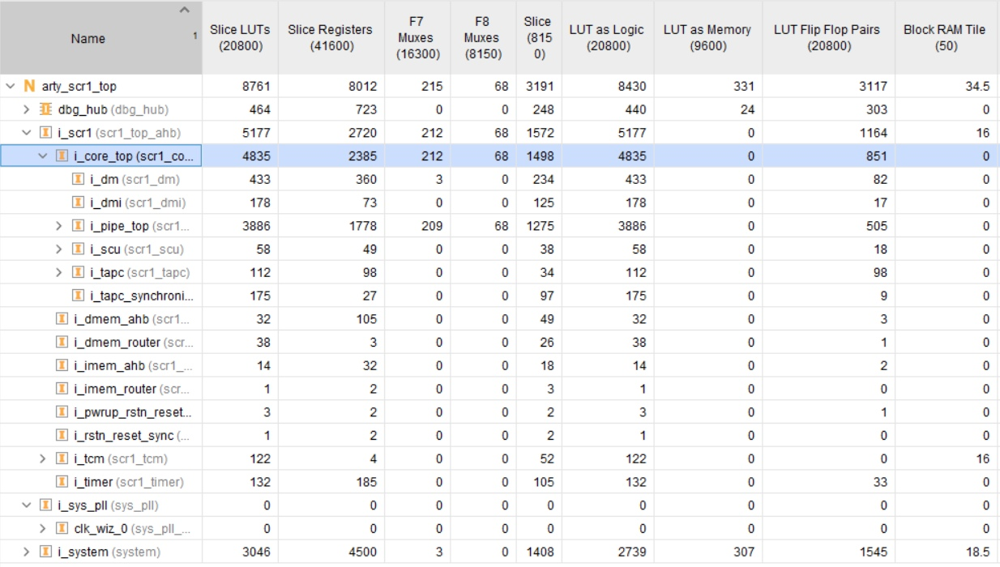 Name 1 Slice LUTs (20800) Slice Registers (41600) F7 Muxes (16300) F8 Muxes (8150) Slice (815 0) LUT as Logic (20800) LUT as Memory (9600) LUT Flip Flop Pairs (20800) Block RAM Tile (50)
N arty_scr1_top 8761 8012 215 68 3191 8430 331 3117 34.5
dbg_hub (dbg_hub) 464 723 0 0 248 440 24 303 0
i_scr1 (scr1_top_ahb) 5177 2720 212 68 1572 5177 0 1164 16
i_core_top (scr1_co... 4835 2385 212 68 1498 4835 0 851 0
i_dm (scr1_dm) 433 360 3 0 234 433 0 82 0
i_dmi (scr1_dmi) 178 73 0 0 125 178 0 17 0
i_pipe_top (scr1... 3886 1778 209 68 1275 3886 0 505 0
i_scu (scr1_scu) 58 49 0 0 38 58 0 18 0
i_tapc (scr1_tapc) 112 98 0 0 34 112 0 98 0
i_tapc_synchroni... 175 27 0 0 97 175 0 9 0
i_dmem_ahb (scr1... 32 105 0 0 49 32 0 3 0
i_dmem_router (scr... 38 3 0 0 26 38 0 1 0
i_imem_ahb (scr1_... 14 32 0 0 18 14 0 2 0
i_imem_router (scr... 1 2 0 0 3 1 0 0 0
i_pwrup_rstn_reset... 3 2 0 0 2 3 0 1 0
i_rstn_reset_sync (... 1 2 0 0 2 1 0 0 0
i_tcm (scr1_tcm) 122 4 0 0 52 122 0 0 16
i_timer (scr1_timer) 132 185 0 0 105 132 0 33 0
i_sys_pll (sys_pll) 0 0 0 0 0 0 0 0 0
clk_wiz_0 (sys_pll_... 0 0 0 0 0 0 0 0 0
i_system (system) 3046 4500 3 0 1408 2739 307 1545 18.5